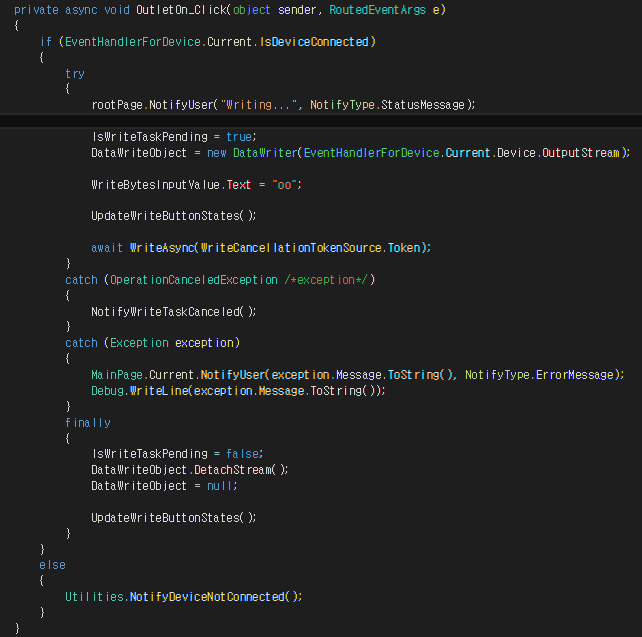 private async void OutletOn_Click(object sender, RoutedEventArgs e)
{
if (EventHandlerForDevice.Current.IsDeviceConnected)
{
try
{
rootPage.NotifyUser("Writing...", NotifyType.StatusMessage);
IsWriteTaskPending = true;
DataWriteObject = new DataWriter(EventHandlerForDevice.Current.Device.OutputStream);
WriteBytesInputValue.Text = "oo";
UpdateWriteButtonStates();
await WriteAsync(WriteCancellationTokenSource.Token);
}
catch (OperationCanceledException /*exception*/)
{
NotifyWriteTaskCanceled();
}
catch (Exception exception)
{
MainPage.Current.NotifyUser(exception.Message.ToString(), NotifyType.ErrorMessage);
Debug.WriteLine(exception.Message.ToString());
}
finally
{
IsWriteTaskPending = false;
DataWriteObject.DetachStream();
DataWriteObject = null;
UpdateWriteButtonStates();
}
}
else
{
Utilities.NotifyDeviceNotConnected();
}
}